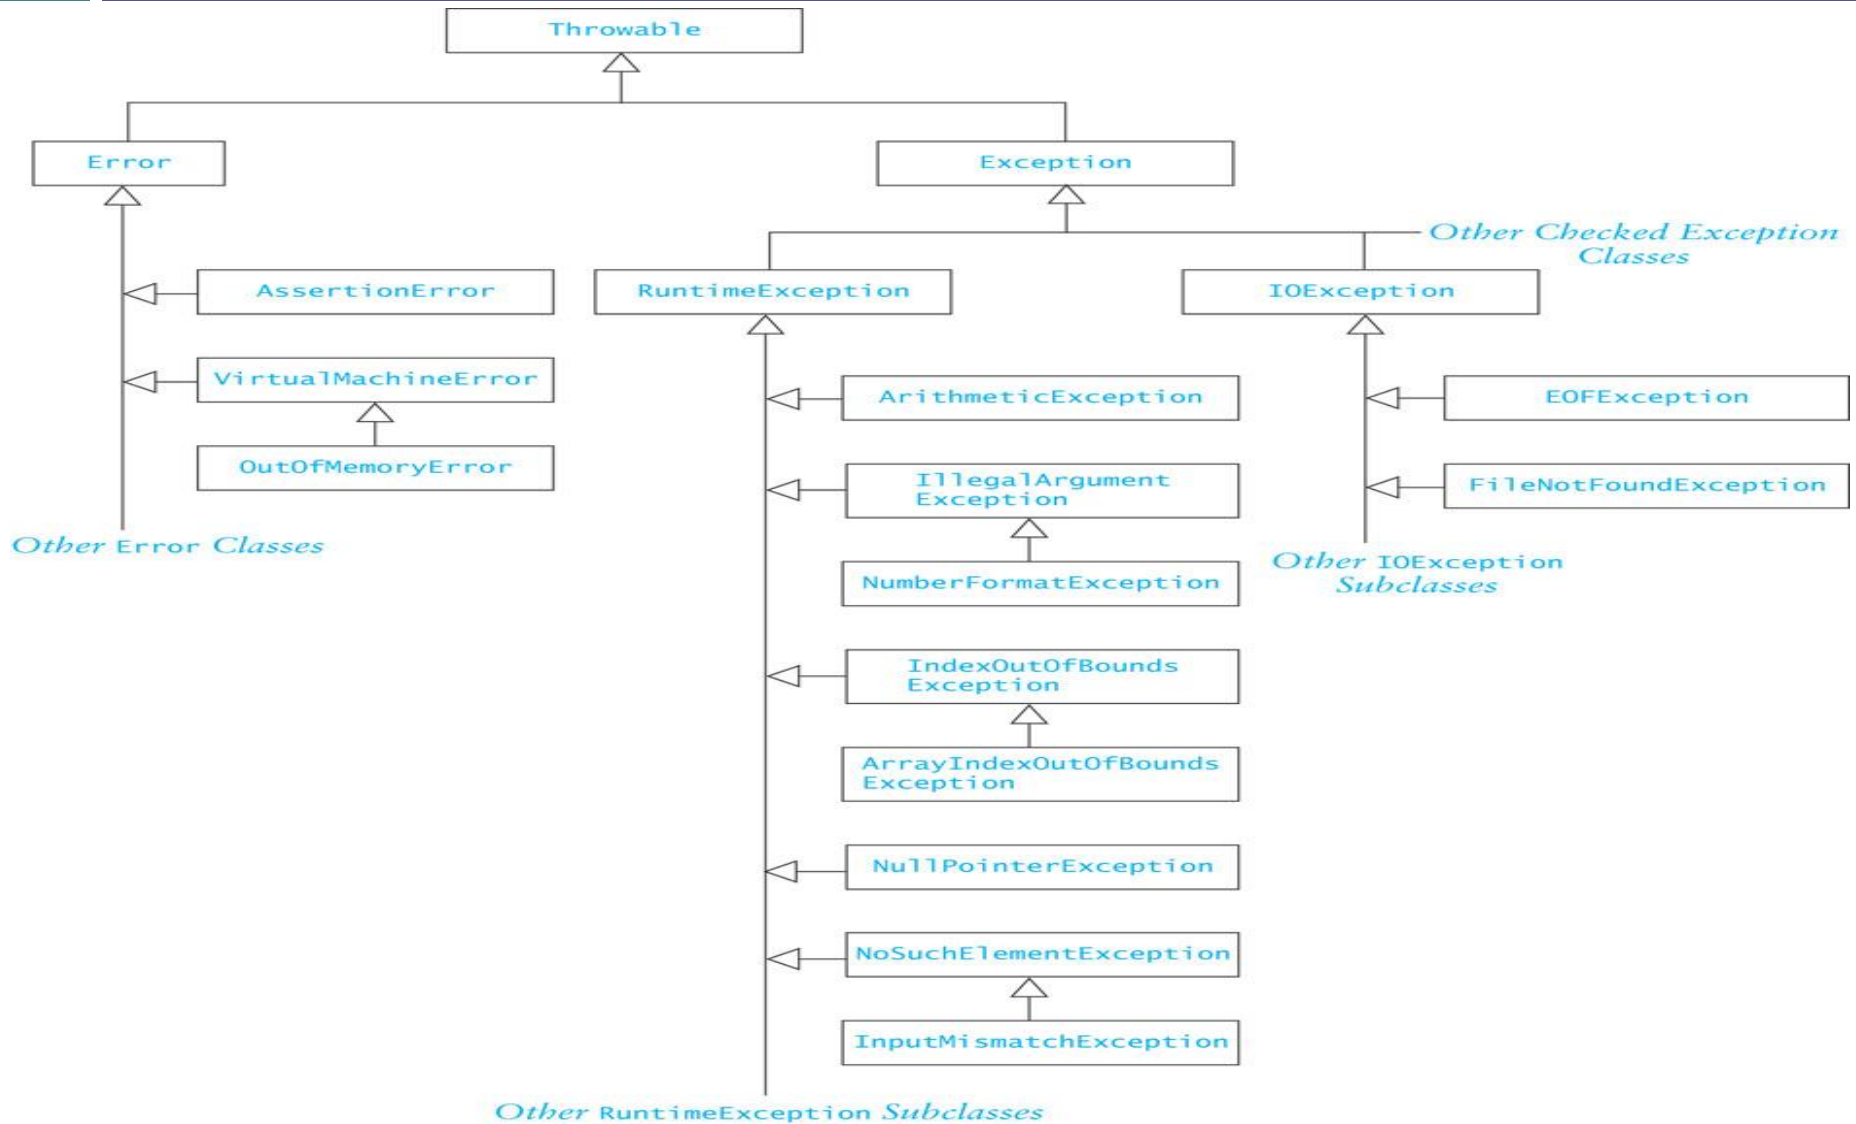 Throwable
Error
Exception
Other Checked Exception
Classes
AssertionError
RuntimeException
IOException
VirtualMachineError
ArithmeticException
EOFException
OutOfMemoryError
IllegalArgument
Exception
FileNotFoundException
Other Error Classes
Other IOException
Subclasses
NumberFormatException
IndexOutOfBounds
Exception
ArrayIndexOutOfBounds
Exception
NullPointerException
NoSuchElementException
InputMismatchException
Other RuntimeException Subclasses